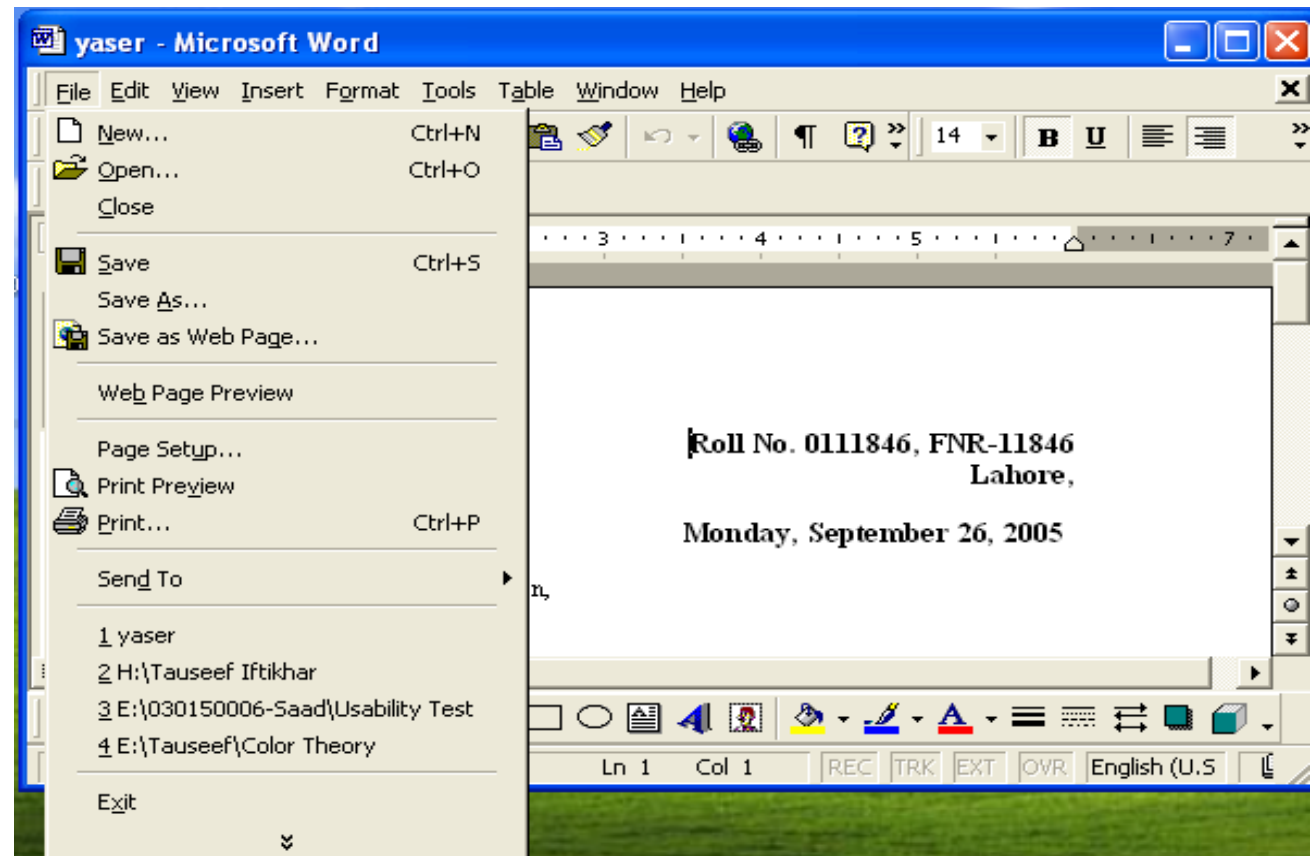 yaser - Microsoft Word
File Edit View Insert Format Tools Table Window Help
New... Ctrl+N
14 B U
Open... Ctrl+O
Close
3 4 5 7
Save Ctrl+S
Save As...
Save as Web Page...
Web Page Preview
Page Setup...
Roll No. 0111846, FNR-11846
Lahore,
Print Preview
Print... Ctrl+P
Monday, September 26, 2005
Send To
n,
1 yaser
2 H:\Tauseef Iftikhar
3 E:\030150006-Saad\Usability Test
4 E:\Tauseef\Color Theory
Ln 1 Col 1 REC TRK EXT OVR English (U.S
Exit